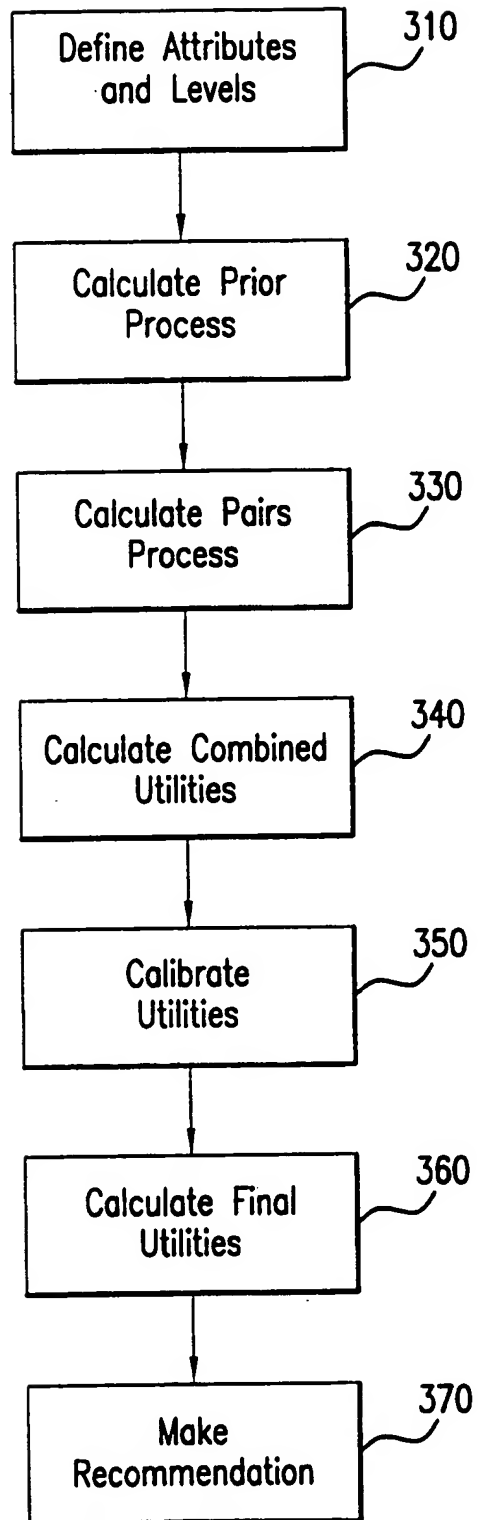 310
Define Attributes
and Levels
320
Calculate Prior
Process
330
Calculate Pairs
Process
340
Calculate Combined
Utilities
350
Calibrate
Utilities
360
Calculate Final
Utilities
370
Make
Recommendation